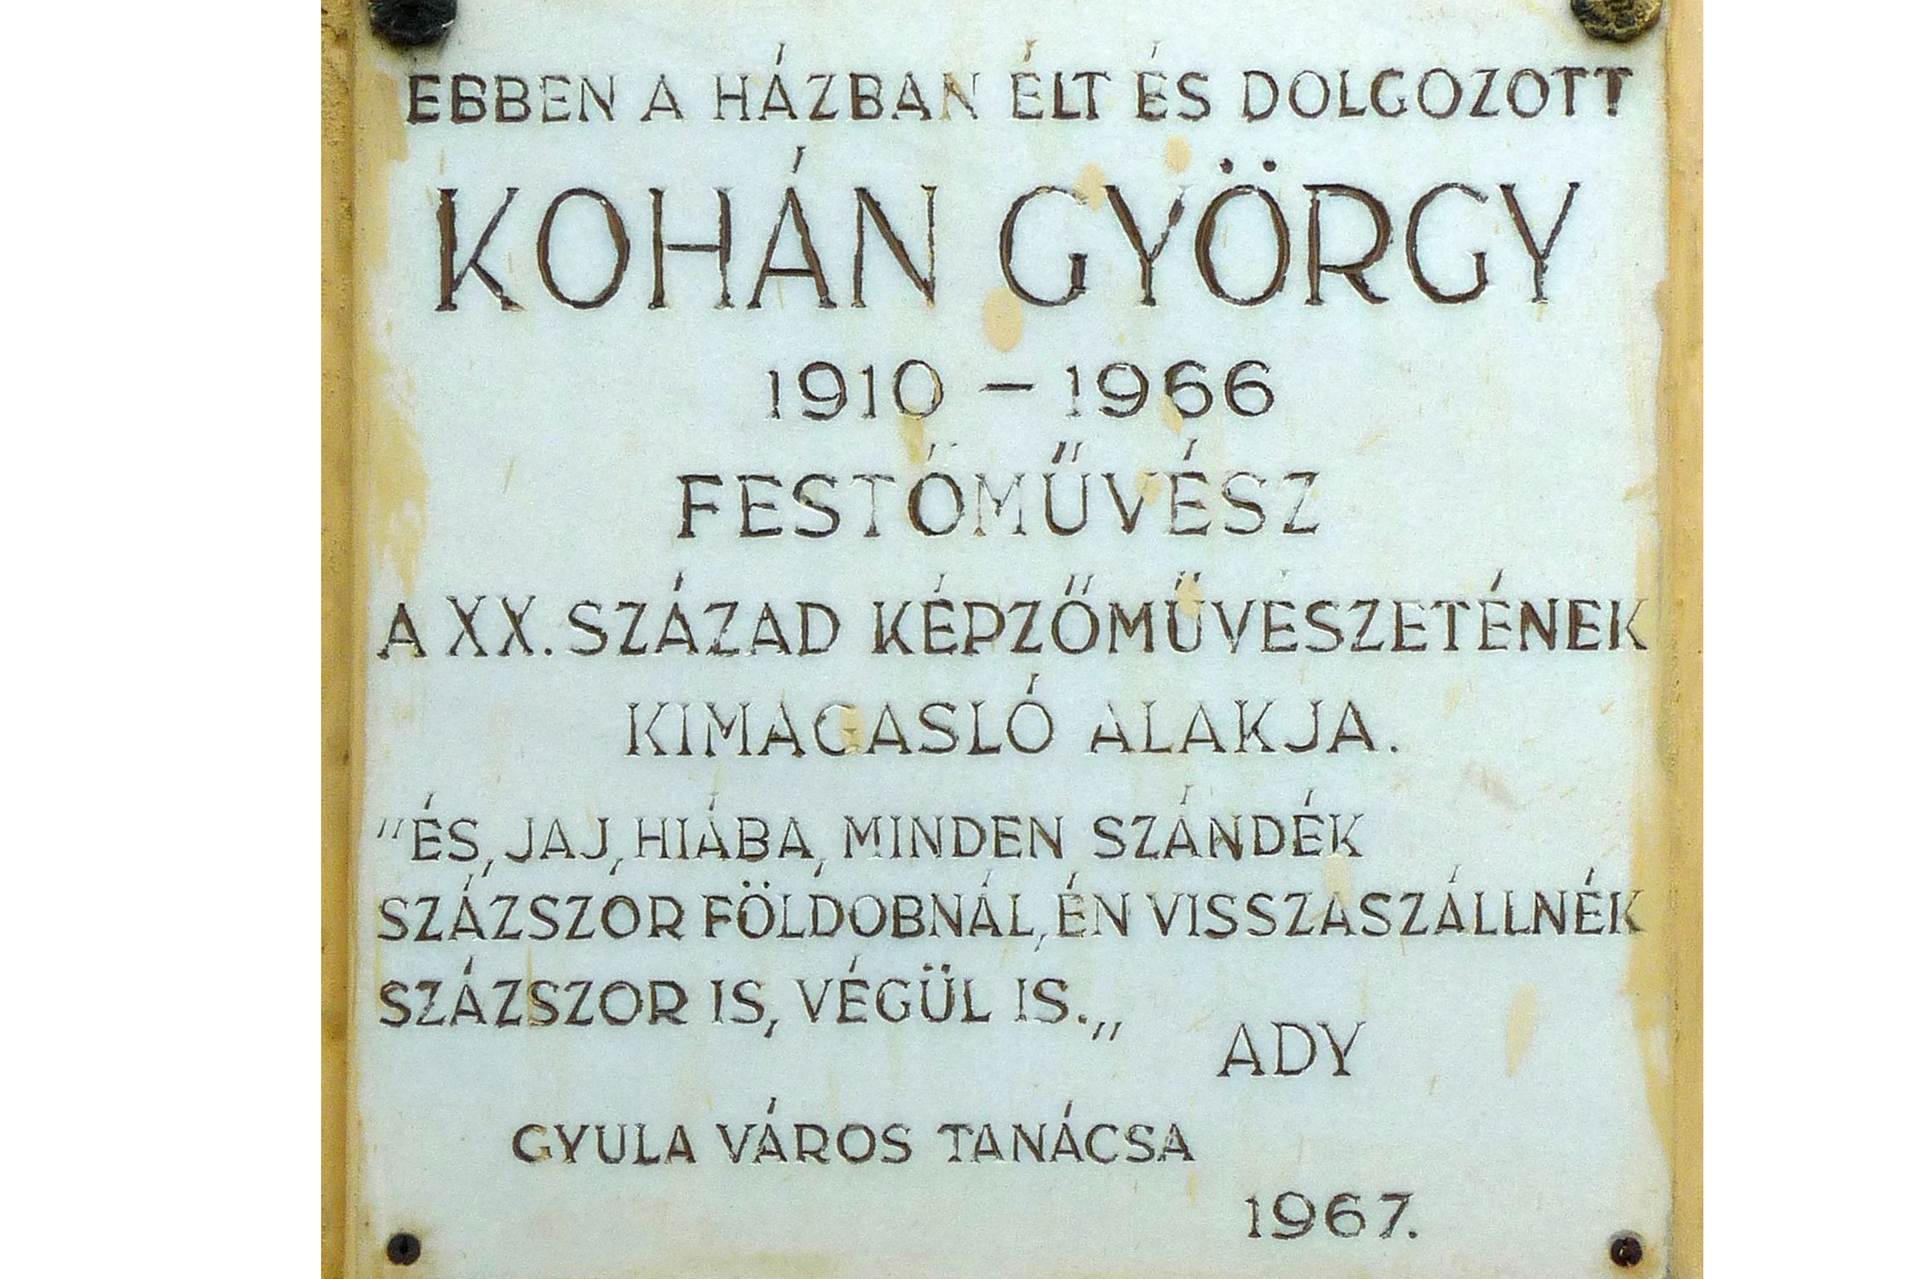 EBBEN A HÁZBAN ÉLT ÉS DOLGOZOTT
KOHÁN GYÖRGY
1910 – 1966
FESTŐMŰVÉSZ
A XX. SZÁZAD KÉPZŐMŰVÉSZETÉNEK
KIMAGASLÓ ALAKJA.
"ÉS, JAJ, HIÁBA, MINDEN SZÁNDÉK
SZÁZSZOR FÖLDOBNÁL, ÉN VISSZASZÁLLNÉK
SZÁZSZOR IS, VÉGÜL IS.„
ADY
GYULA VÁROS TANÁCSA
1967.